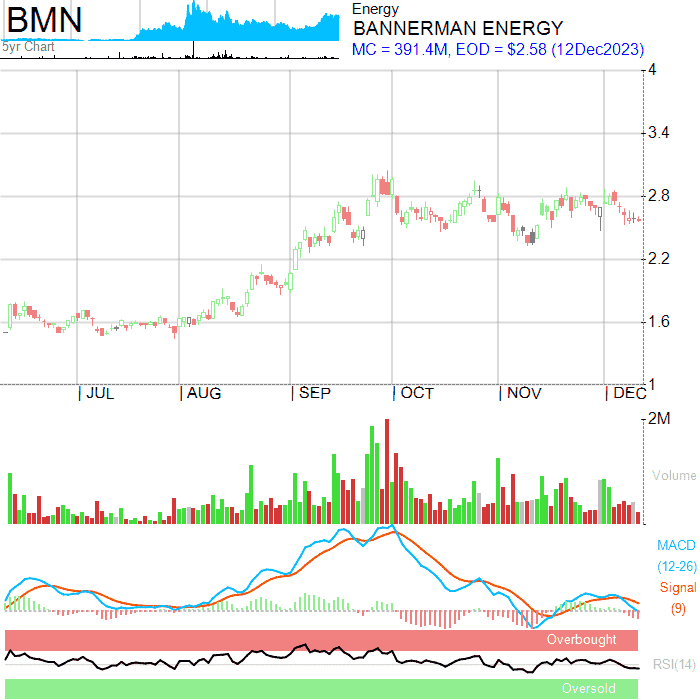 BMN
5yr Chart
Energy
BANNERMAN ENERGY
MC = 391.4M, EOD = $2.58 (12Dec2023)
4
3.4
2.8
2.2
1.6
1
JUL AUG SEP OCT NOV DEC
2M
Volume
MACD
(12-26)
Signal
(9)
Overbought
RSI(14)
Oversold